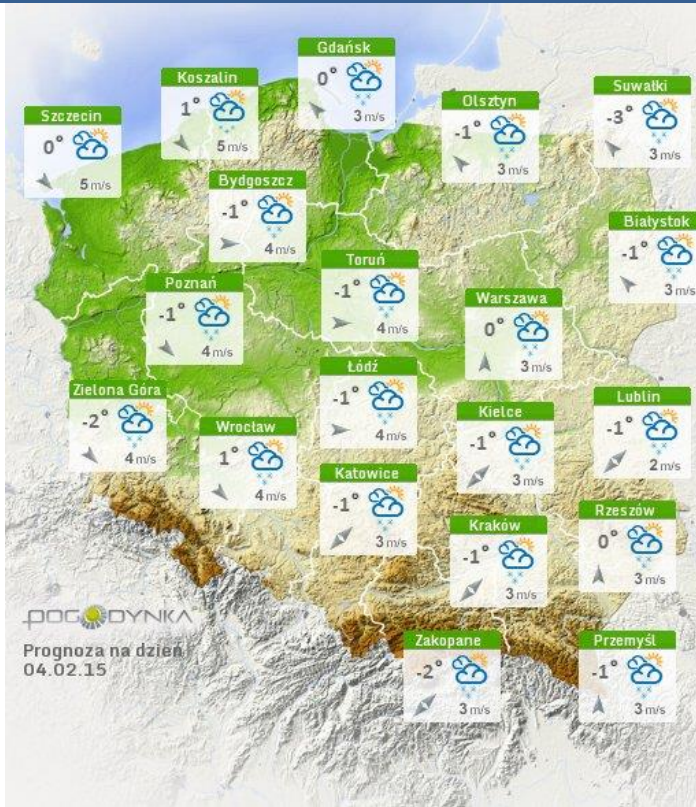 Gdańsk
0°
3 m/s
Koszalin
1°
5 m/s
Suwałki
-3°
3 m/s
Olsztyn
-1°
3 m/s
Szczecin
0°
5 m/s
Bydgoszcz
-1°
4 m/s
Białystok
-1°
3 m/s
Toruń
-1°
4 m/s
Poznań
-1°
4 m/s
Warszawa
0°
3 m/s
Łódź
-1°
4 m/s
Zielona Góra
-2°
4 m/s
Lublin
-1°
2 m/s
Kielce
-1°
3 m/s
Wrocław
1°
4 m/s
Katowice
-1°
3 m/s
Rzeszów
0°
3 m/s
Kraków
-1°
3 m/s
POGODYNKA
Prognoza na dzień
04.02.15
Zakopane
-2°
3 m/s
Przemyśl
-1°
3 m/s